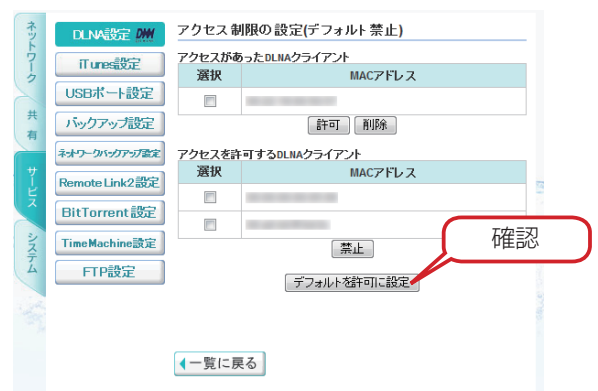 ネットワーク
共有
サービス
システム
DLNA設定 DiXiM
iTunes設定
USBポート設定
バックアップ設定
ネットワークバックアップ設定
Remote Link2設定
BitTorrent設定
TimeMachine設定
FTP設定
アクセス制限の設定(デフォルト禁止)
アクセスがあったDLNAクライアント
選択 MACアドレス
許可 削除
アクセスを許可するDLNAクライアント
選択 MACアドレス
禁止
確認
デフォルトを許可に設定
一覧に戻る